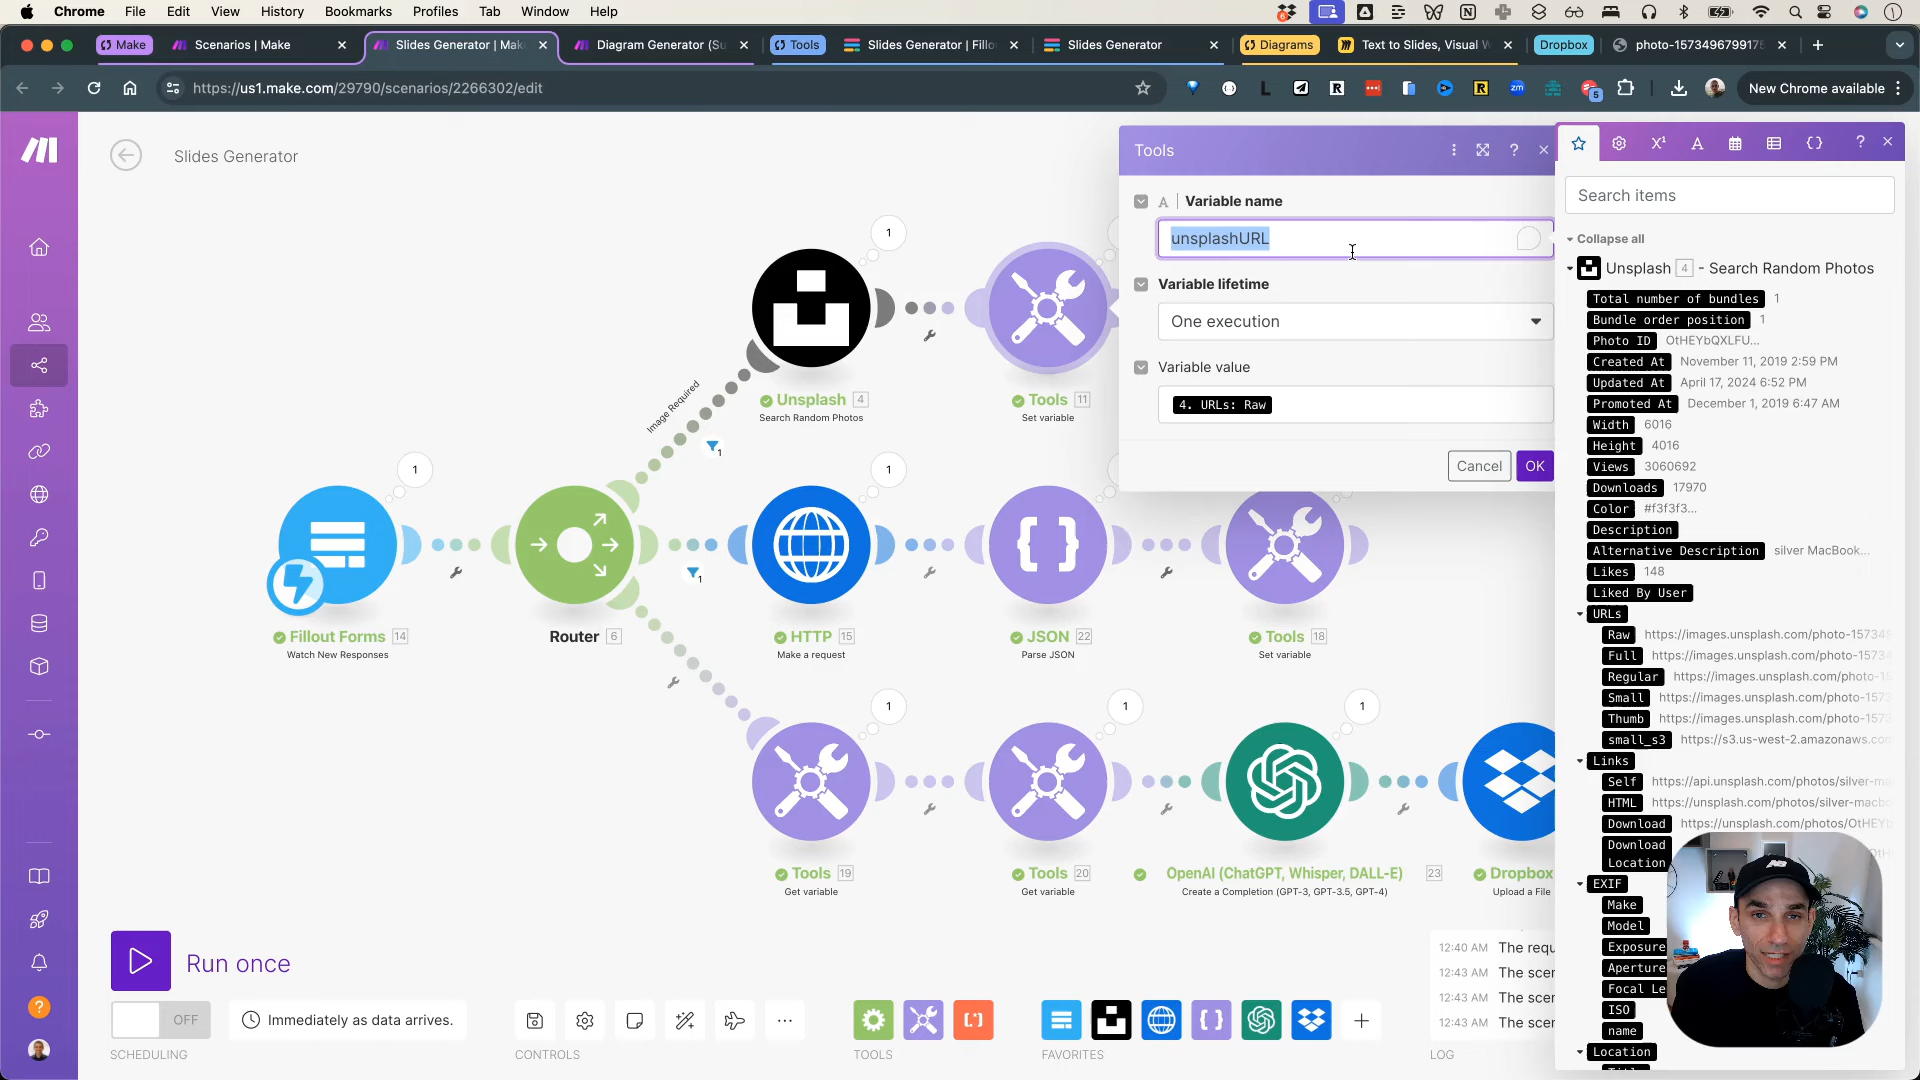 Chrome File Edit View History Bookmarks Profiles Tab Window Help
Make
Scenarios | Make
Slides Generator | Mak
Diagram Generator (Su
Tools
Slides Generator | Fillo
Slides Generator
Diagrams
Text to Slides, Visual W
Dropbox
photo-15734967991 
https://us1.make.com/29790/scenarios/2266302/edit
New Chrome available
Slides Generator
Tools
Variable name
unsplashURL
Variable lifetime
One execution
Variable value
4. URLs: Raw
Cancel
OK
Search items
Collapse all
Unsplash 4 - Search Random Photos
Total number of bundles 1
Bundle order position 1
Photo ID OtHEYbQXLFU...
Created At November 11, 2019 2:59 PM
Updated At April 17, 2024 6:52 PM
Promoted At December 1, 2019 6:47 AM
Width 6016
Height 4016
Views 3060692
Downloads 17970
Color #f3f3f3...
Description
Alternative Description silver MacBook...
Likes 148
Liked By User
URLs
Raw https://images.unsplash.com/photo-15734
Full https://images.unsplash.com/photo-1573
Regular https://images.unsplash.com/photo-1
Small https://images.unsplash.com/photo-157
Thumb https://images.unsplash.com/photo-157
small_s3 https://s3.us-west-2.amazonaws.co
Links
Self https://api.unsplash.com/photos/silver-ma
HTML https://unsplash.com/photos/silver-macb
Download https://unsplash.com/photos/OtHEYb
Download
Location
EXIF
Make
Model
Exposure
Aperture
Focal Le
ISO
name
Location
1
Unsplash 4
Search Random Photos
Tools 11
Set variable
Image Required
1
1
Fillout Forms 14
Watch New Responses
Router 6
1
1
HTTP 15
Make a request
JSON 22
Parse JSON
Tools 18
Set variable
1
Tools 19
Get variable
1
Tools 20
Get variable
1
OpenAI (ChatGPT, Whisper, DALL-E) 23
Create a Completion (GPT-3, GPT-3.5, GPT-4)
Dropbox
Upload a File
Run once
OFF
Immediately as data arrives.
SCHEDULING
CONTROLS
TOOLS
FAVORITES
LOG
12:40 AM The requ
12:43 AM The scer
12:43 AM The scer
12:43 AM The scer